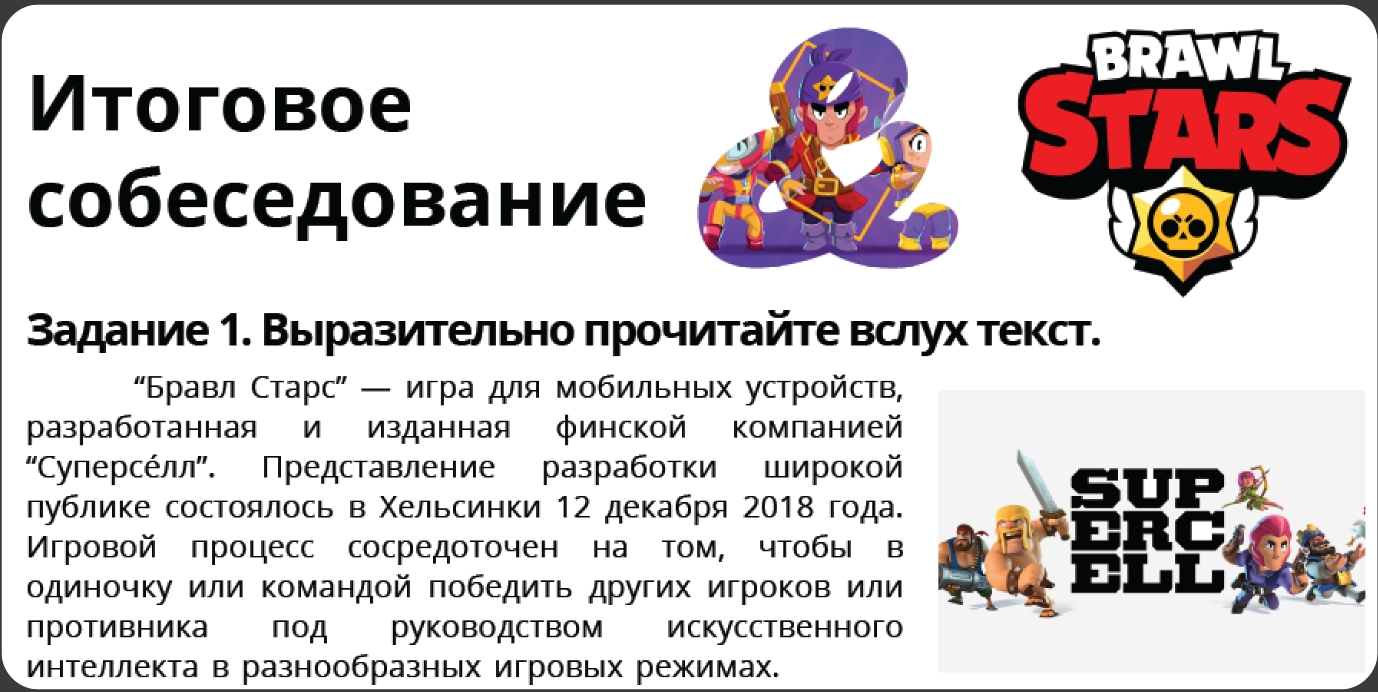 Итоговое
собеседование
BRAWL
STARS
Задание 1. Выразительно прочитайте вслух текст.
“Бравл Старс” — игра для мобильных устройств,
разработанная и изданная финской компанией
“Суперсе́лл”. Представление разработки широкой
публике состоялось в Хельсинки 12 декабря 2018 года.
Игровой процесс сосредоточен на том, чтобы в
одиночку или командой победить других игроков или
противника под руководством искусственного
интеллекта в разнообразных игровых режимах.
SUP
ERC
ELL